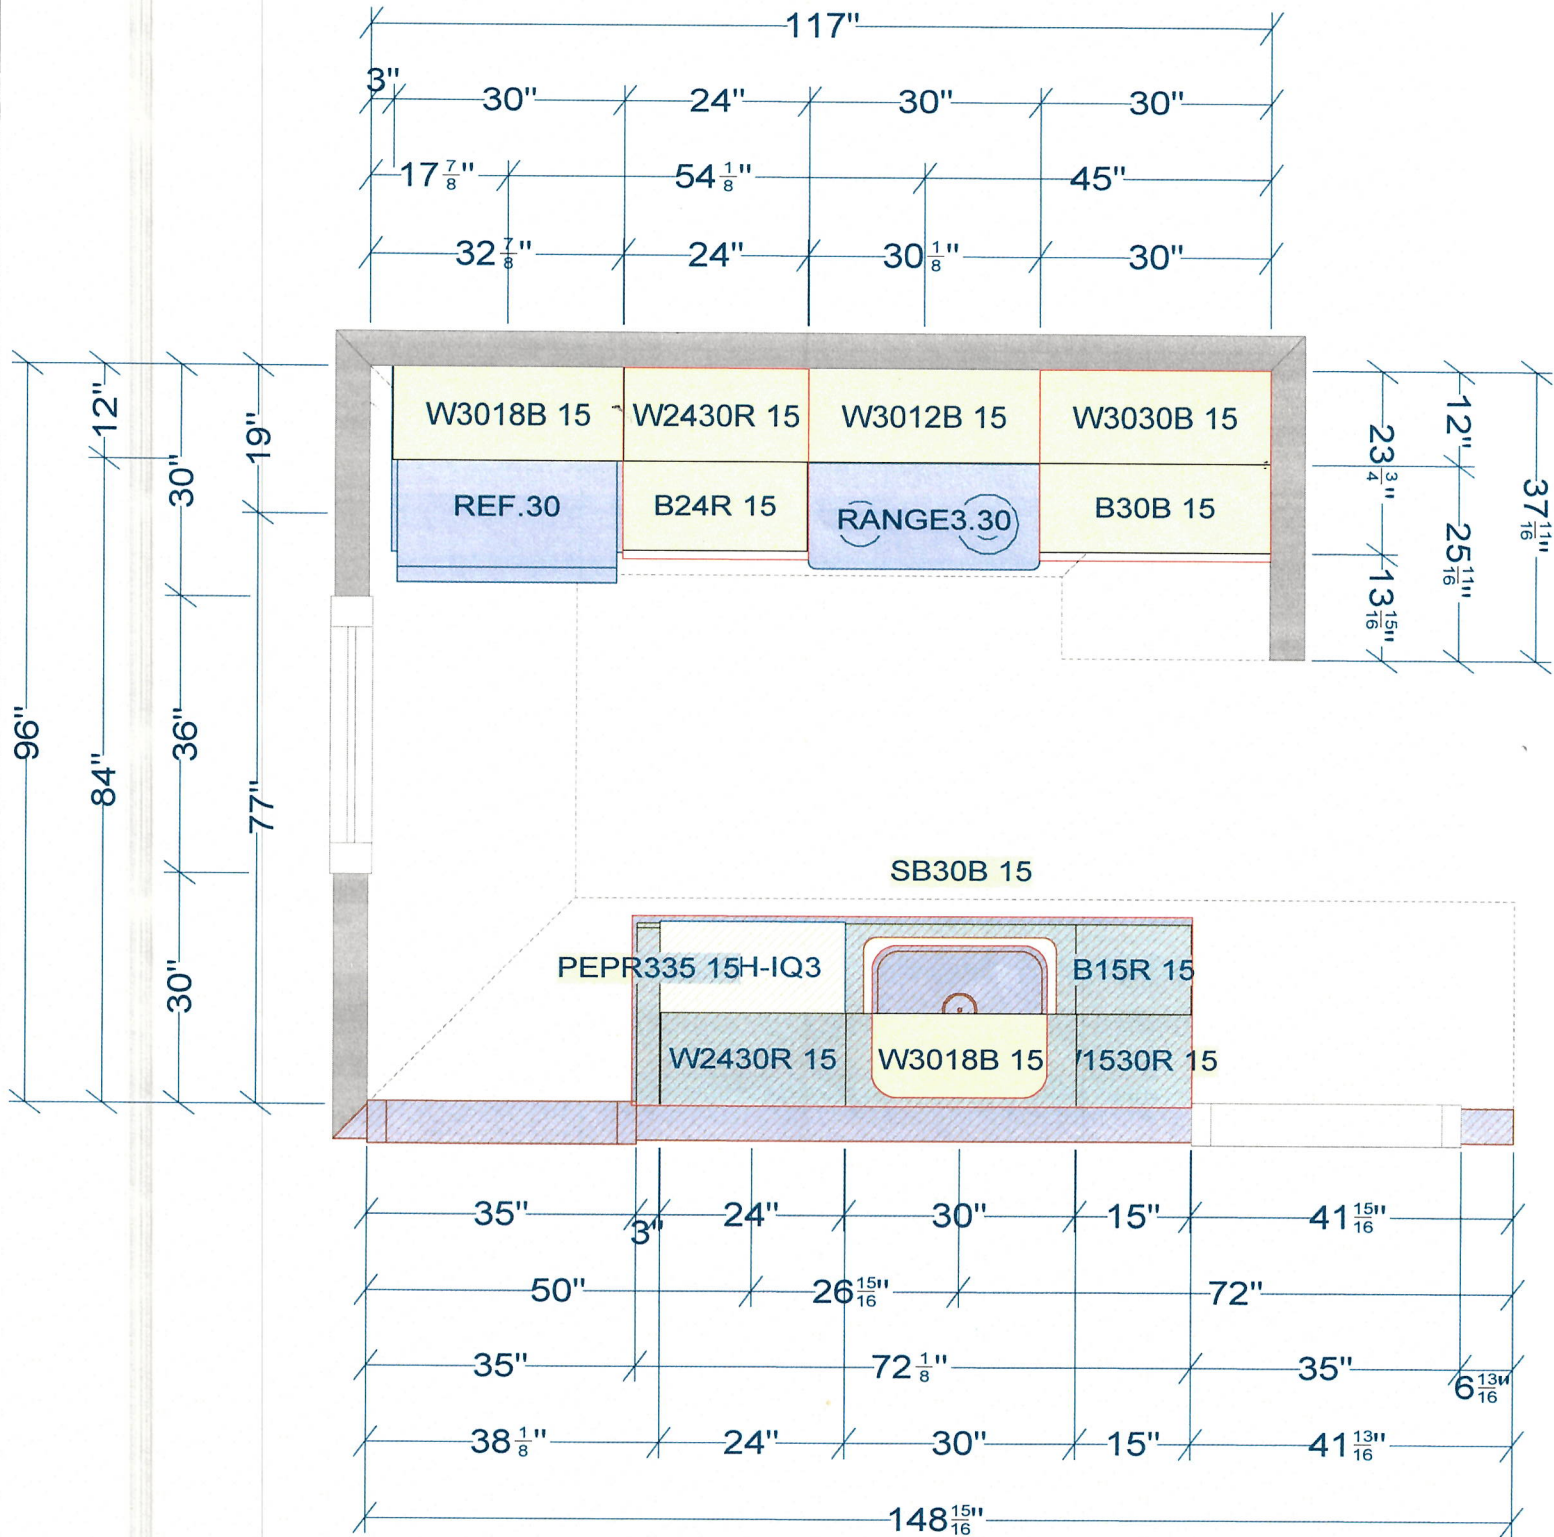 117"
3" 30" 24" 30" 30"
17 7/8" 54 1/8" 45"
32 7/8" 24" 30 1/8" 30"
W3018B 15 W2430R 15 W3012B 15 W3030B 15
REF.30 B24R 15 RANGE3.30 B30B 15
96"
12" 84"
30" 36" 30"
19" 77"
23 3/4" 13 15/16"
12" 25 11/16"
37 11/16"
SB30B 15
PEPR335 15 H-IQ3 B15R 15
W2430R 15 W3018B 15 1530R 15
35" 3" 24" 30" 15" 41 15/16"
50" 26 15/16" 72"
35" 72 1/8" 35" 6 13/16"
38 1/8" 24" 30" 15" 41 13/16"
148 15/16"